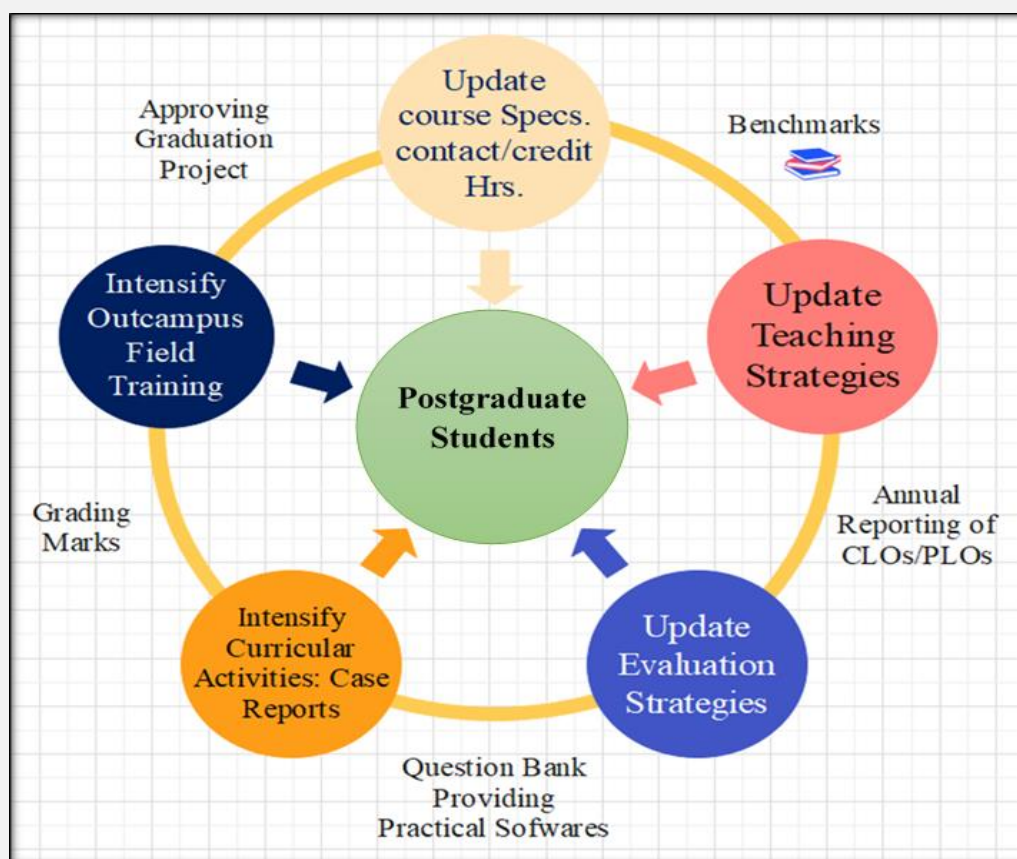 Update
course Specs.
contact/credit
Hrs.
Benchmarks
Update
Teaching
Strategies
Annual
Reporting of
CLOs/PLOs
Update
Evaluation
Strategies
Question Bank
Providing
Practical Sofwares
Intensify
Curricular
Activities: Case
Reports
Grading
Marks
Intensify
Outcampus
Field
Training
Approving
Graduation
Project
Postgraduate
Students